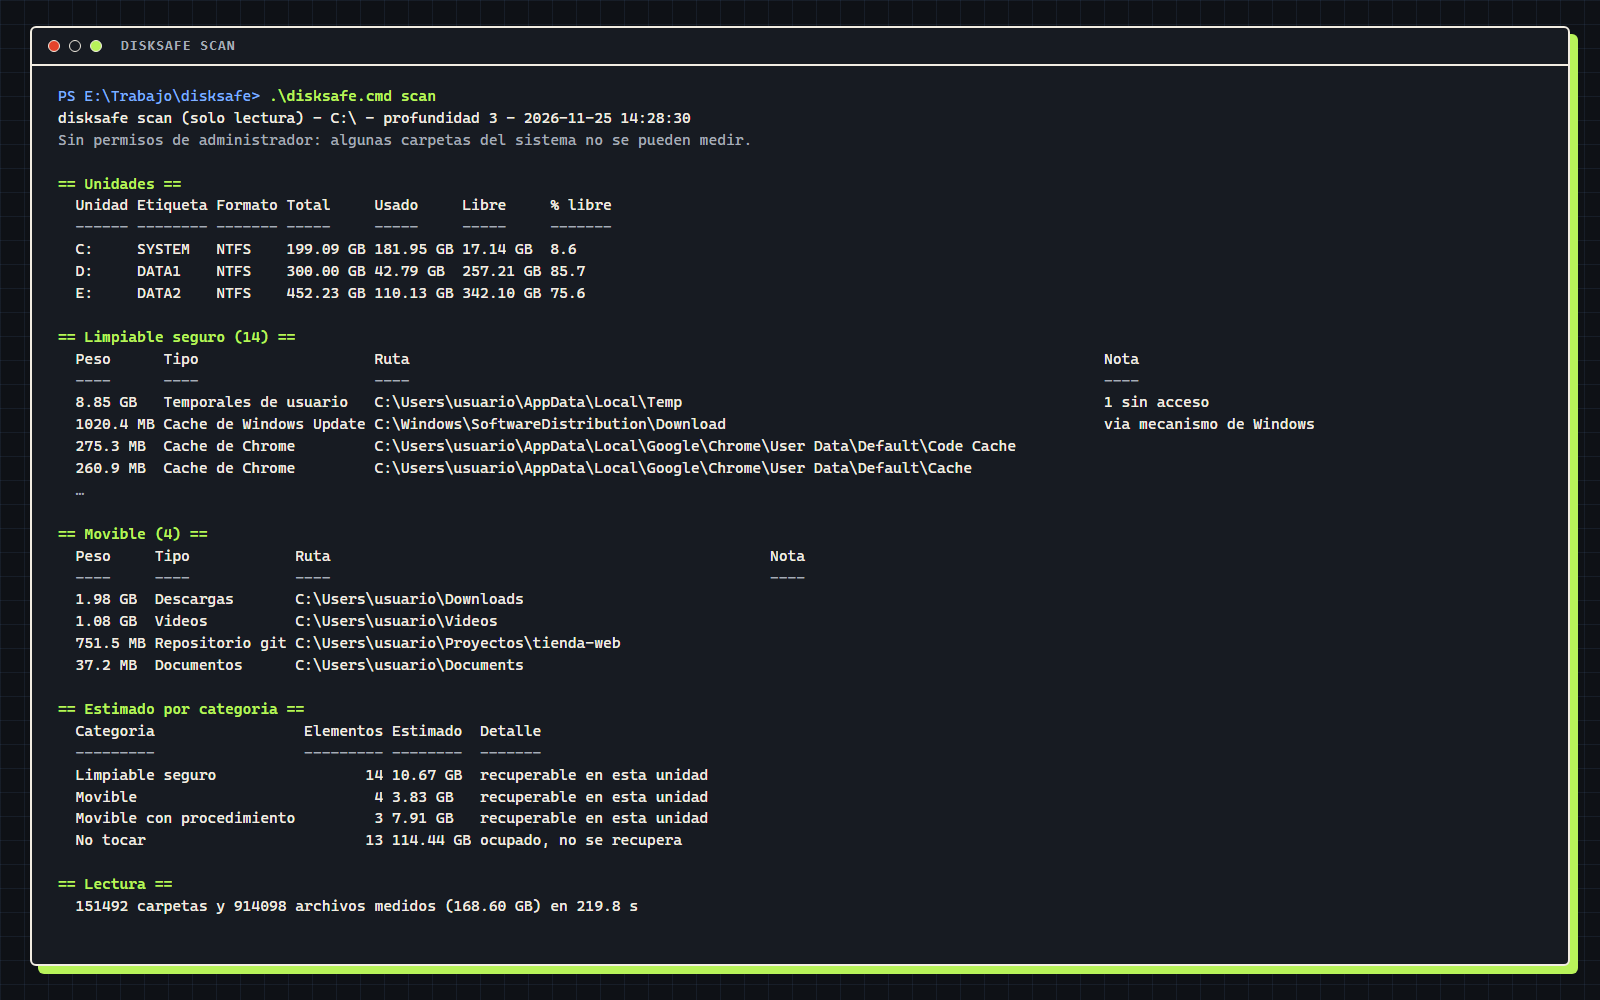 DISKSAFE SCAN
PS E:\Trabajo\disksafe> .\disksafe.cmd scan
disksafe scan (solo lectura) - C:\ - profundidad 3 - 2026-11-25 14:28:30
Sin permisos de administrador: algunas carpetas del sistema no se pueden medir.
== Unidades ==
Unidad Etiqueta Formato Total Usado Libre % libre
------ -------- ------- ----- ----- ----- -------
C: SYSTEM NTFS 199.09 GB 181.95 GB 17.14 GB 8.6
D: DATA1 NTFS 300.00 GB 42.79 GB 257.21 GB 85.7
E: DATA2 NTFS 452.23 GB 110.13 GB 342.10 GB 75.6
== Limpiable seguro (14) ==
Peso Tipo Ruta Nota
---- ---- ---- ----
8.85 GB Temporales de usuario C:\Users\usuario\AppData\Local\Temp 1 sin acceso
1020.4 MB Cache de Windows Update C:\Windows\SoftwareDistribution\Download via mecanismo de Windows
275.3 MB Cache de Chrome C:\Users\usuario\AppData\Local\Google\Chrome\User Data\Default\Code Cache
260.9 MB Cache de Chrome C:\Users\usuario\AppData\Local\Google\Chrome\User Data\Default\Cache
…
== Movible (4) ==
Peso Tipo Ruta Nota
---- ---- ---- ----
1.98 GB Descargas C:\Users\usuario\Downloads
1.08 GB Videos C:\Users\usuario\Videos
751.5 MB Repositorio git C:\Users\usuario\Proyectos\tienda-web
37.2 MB Documentos C:\Users\usuario\Documents
== Estimado por categoria ==
Categoria Elementos Estimado Detalle
--------- --------- -------- -------
Limpiable seguro 14 10.67 GB recuperable en esta unidad
Movible 4 3.83 GB recuperable en esta unidad
Movible con procedimiento 3 7.91 GB recuperable en esta unidad
No tocar 13 114.44 GB ocupado, no se recupera
== Lectura ==
151492 carpetas y 914098 archivos medidos (168.60 GB) en 219.8 s